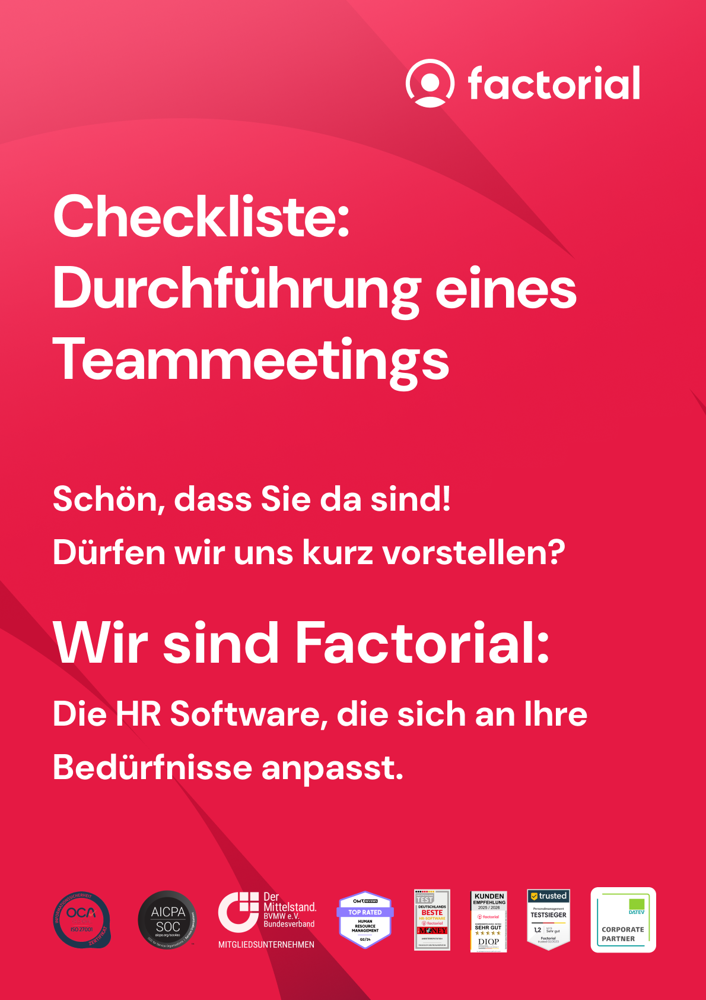 factorial
Checkliste:
Durchführung eines
Teammeetings
Schön, dass Sie da sind!
Dürfen wir uns kurz vorstellen?
Wir sind Factorial:
Die HR Software, die sich an Ihre
Bedürfnisse anpasst.
INFORMATIONSSICHERHEIT
OCA
ISO 27001
ZERTIFIKAT
AICPA
SOC
aicpa.org/soc4so
SOC for Service Organizations | Service Organizations
Der
Mittelstand.
BVMW e.V.
Bundesverband
MITGLIEDSUNTERNEHMEN
OMR REVIEWS
TOP RATED
HUMAN
RESOURCE
MANAGEMENT
Q2/24
DEUTSCHLAND
TEST
DEUTSCHLANDS
BESTE
HR-SOFTWARE
factorial
MONEY
KUNDEN
EMPFEHLUNG
2025 / 2026
factorial
SEHR GUT
DIQP
trusted
Personalmanagement
TESTSIEGER
1,2
NOTE
Sehr gut
Factorial
trusted 02/2023
DATEV
CORPORATE
PARTNER